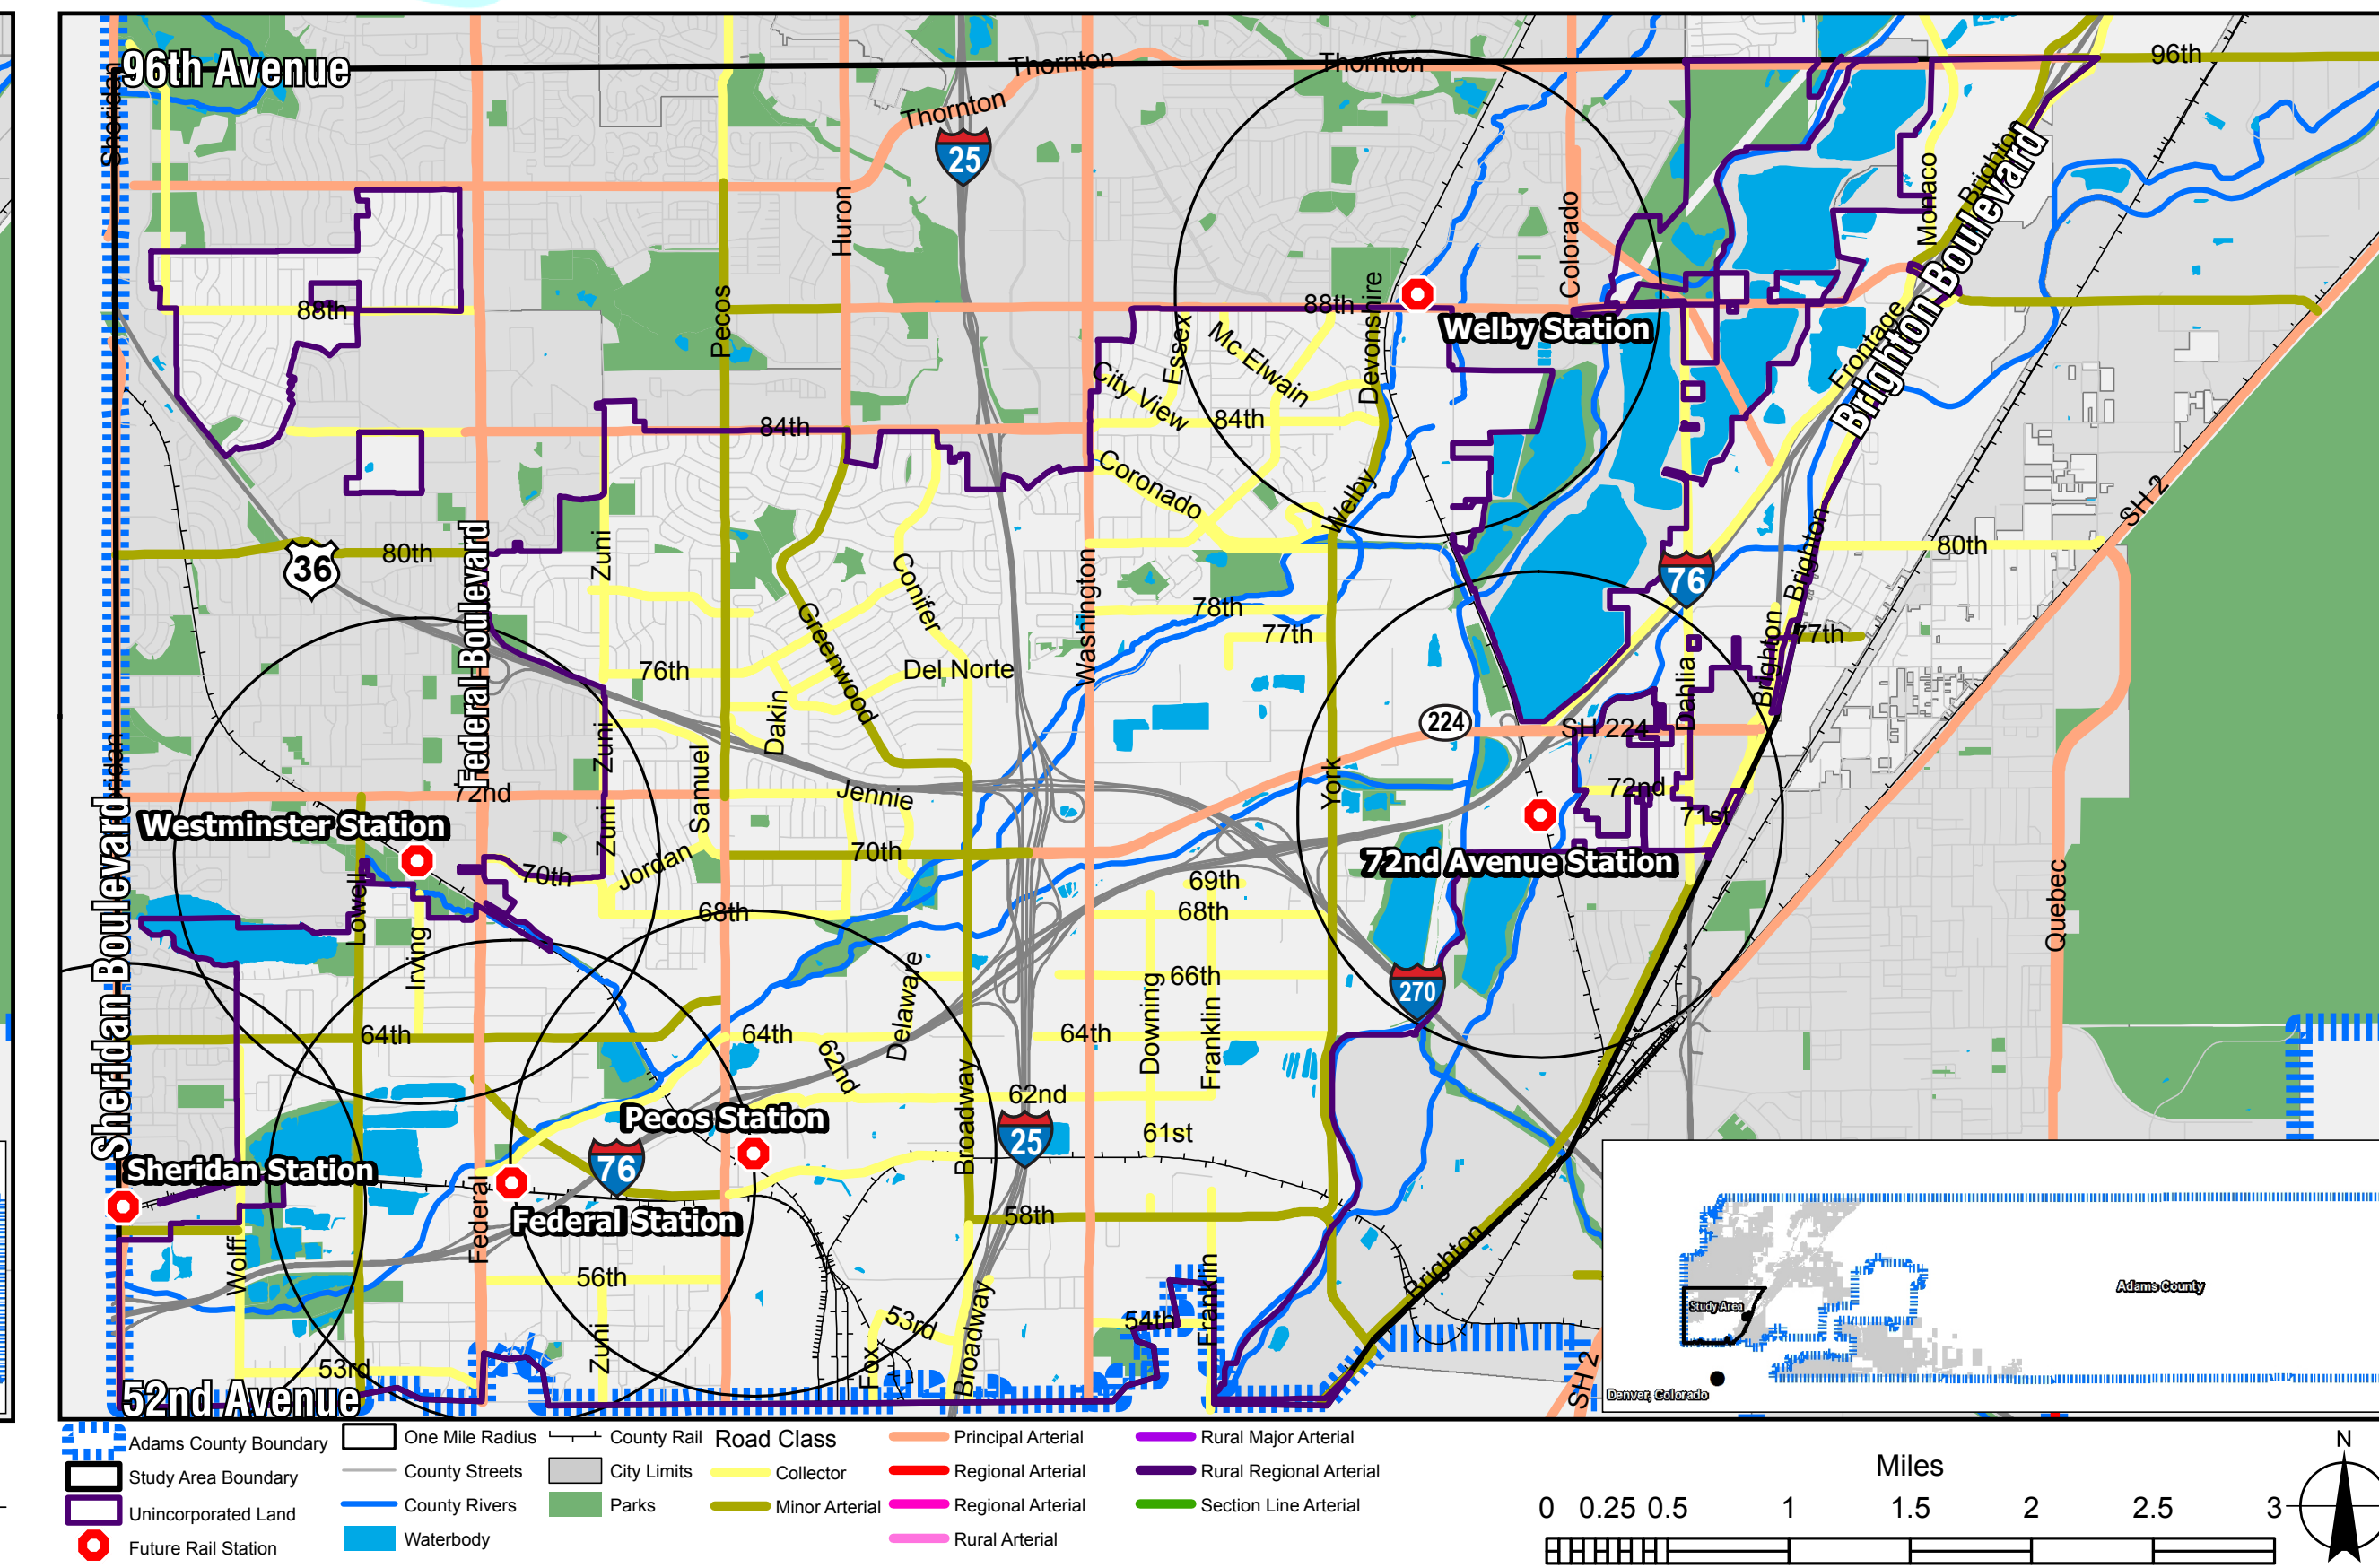 96th Avenue
Sheridan
Thornton
Thornton
Thornton
96th
25
Huron
Colorado
Monaco
Brighton
Brighton Boulevard
88th
Pecos
88th
Devonshire
Welby Station
Essex
Mc Elwain
City View
84th
84th
Frontage
Coronado
Welby
SH 2
36
80th
Federal Boulevard
Zuni
Conifer
Washington
76
Brighton
80th
78th
77th
77th
Greenwood
76th
Del Norte
Dakin
Dahlia
Brighton
Zuni
224
SH 224
Samuel
72nd
Jennie
York
72nd
71st
Westminster Station
Zuni
70th
Jordan
70th
72nd Avenue Station
69th
Sheridan Boulevard
Lowell
68th
68th
Quebec
Irving
Delaware
66th
Downing
Franklin
270
64th
64th
64th
62nd
62nd
Broadway
Pecos Station
25
61st
76
Sheridan Station
Federal Station
Federal
58th
Wolff
56th
Brighton
Franklin
Zuni
Fox
53rd
Broadway
54th
53rd
SH 2
52nd Avenue
Study Area
Adams County
Denver, Colorado
Adams County Boundary
Study Area Boundary
Unincorporated Land
Future Rail Station
One Mile Radius
County Streets
County Rivers
Waterbody
County Rail
City Limits
Parks
Road Class
Collector
Minor Arterial
Principal Arterial
Regional Arterial
Regional Arterial
Rural Arterial
Rural Major Arterial
Rural Regional Arterial
Section Line Arterial
Miles
0 0.25 0.5 1 1.5 2 2.5 3
N